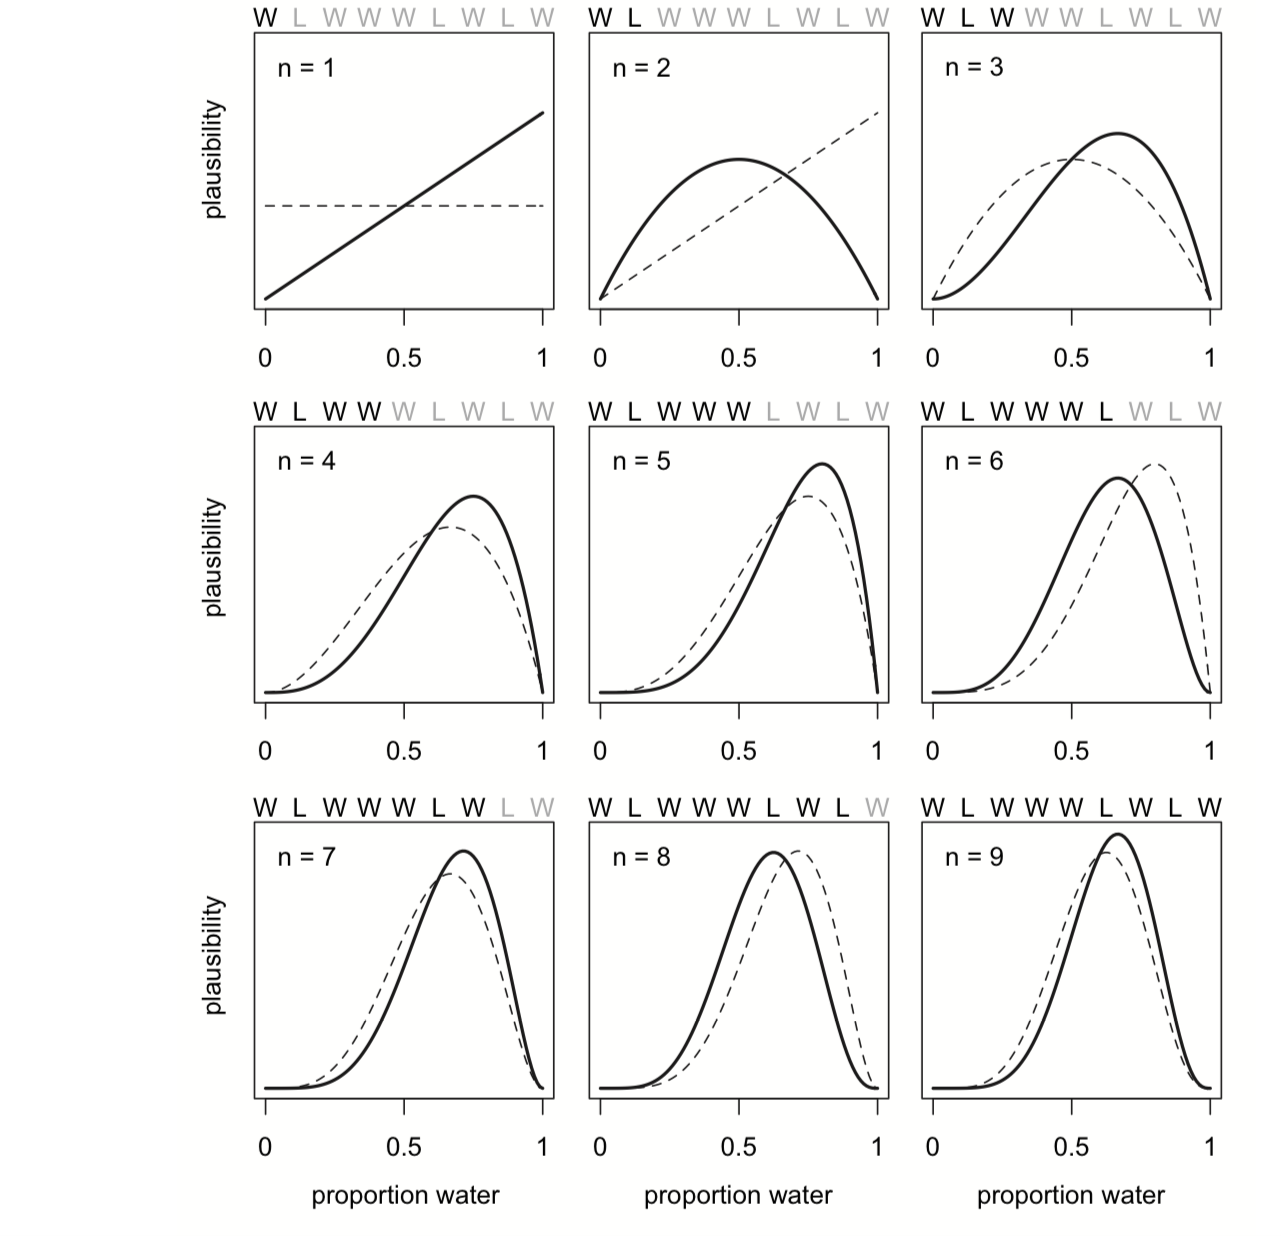 W L W W W L W L W
W L W W W L W L W
W L W W W L W L W
n = 1
n = 2
n = 3
plausibility
0 0.5 1
0 0.5 1
0 0.5 1
W L W W W L W L W
W L W W W L W L W
W L W W W L W L W
n = 4
n = 5
n = 6
plausibility
0 0.5 1
0 0.5 1
0 0.5 1
W L W W W L W L W
W L W W W L W L W
W L W W W L W L W
n = 7
n = 8
n = 9
plausibility
0 0.5 1
0 0.5 1
0 0.5 1
proportion water
proportion water
proportion water